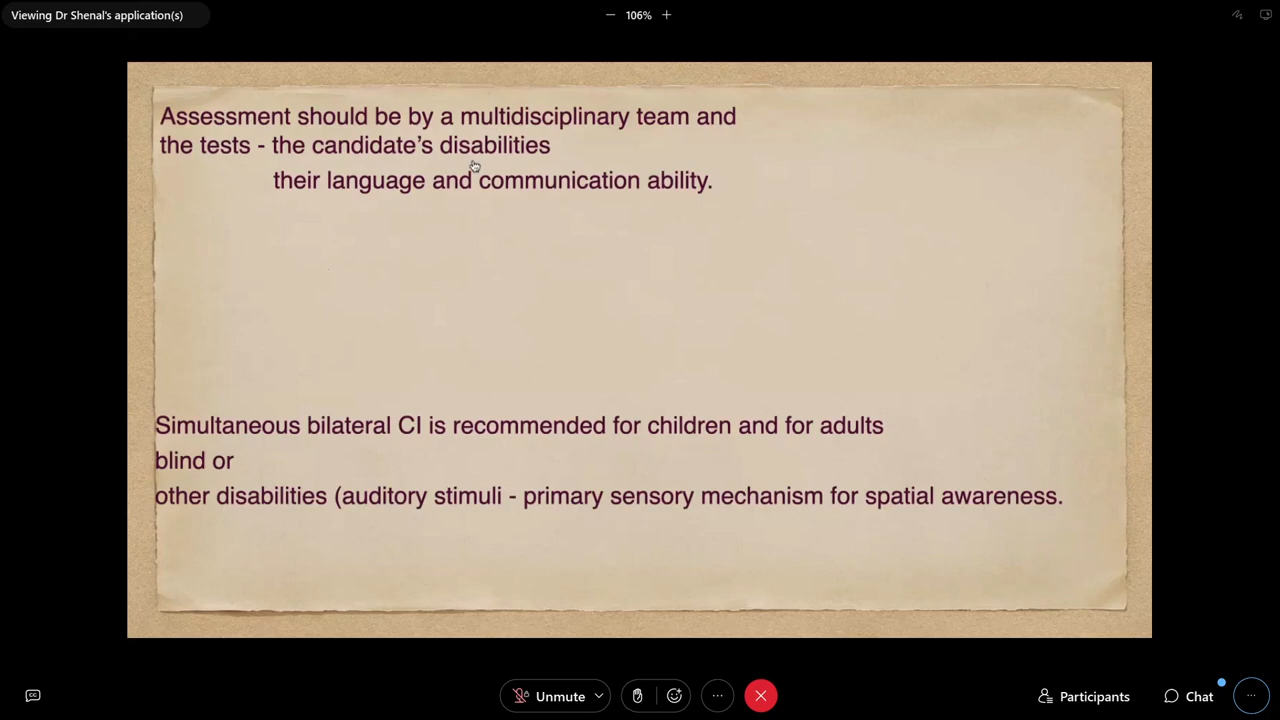 Viewing Dr Shenal's application(s)
106%
Assessment should be by a multidisciplinary team and
the tests - the candidate's disabilities
their language and communication ability.
Simultaneous bilateral CI is recommended for children and for adults
blind or
other disabilities (auditory stimuli - primary sensory mechanism for spatial awareness.
CC
Unmute
Participants
Chat